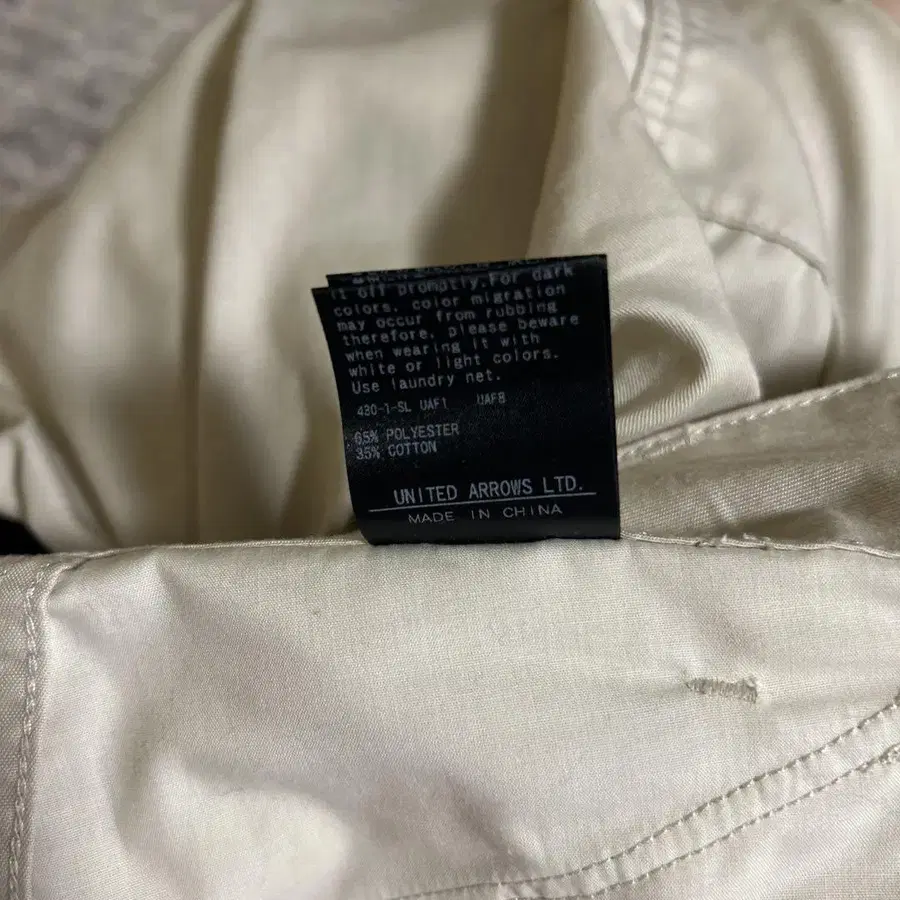 it off promptly.For dark
colors, color migration
may occur from rubbing
therefore, please beware
when wearing it with
white or light colors.
Use laundry net.
430-1-SL UAF1 UAF8
65% POLYESTER
35% COTTON
UNITED ARROWS LTD.
MADE IN CHINA